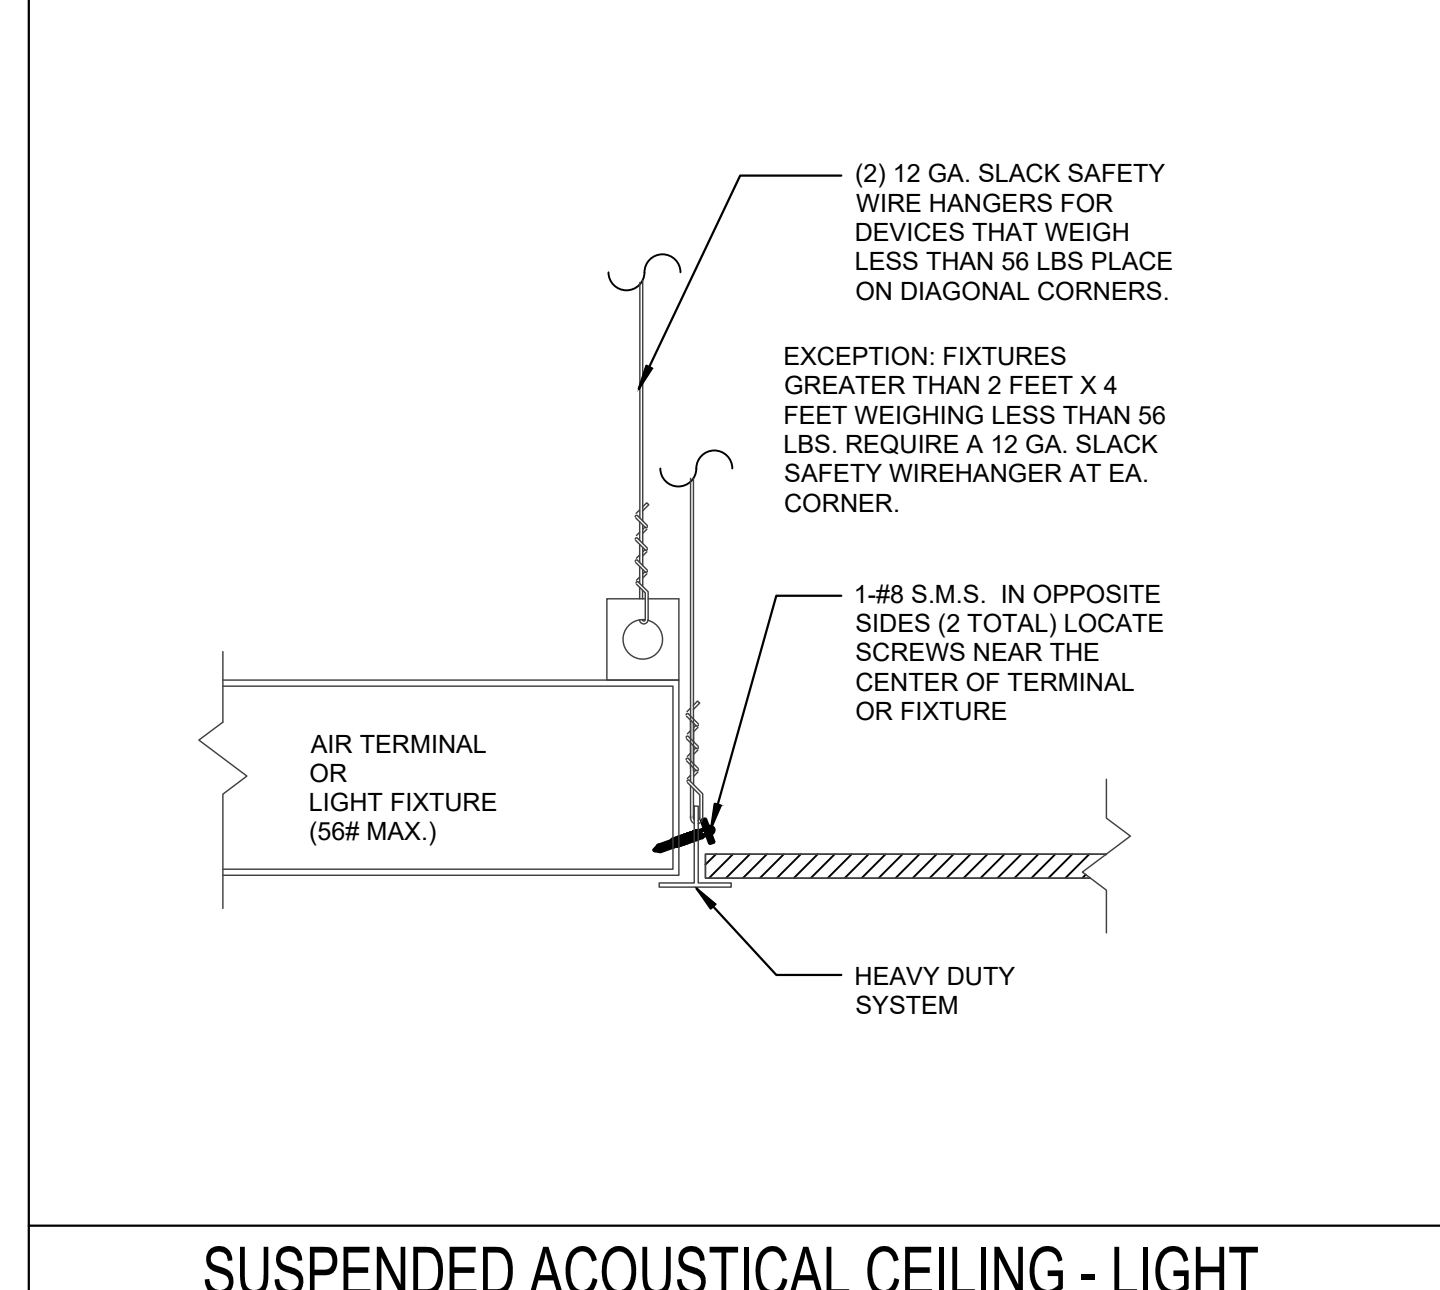 (2) 12 GA. SLACK SAFETY
WIRE HANGERS FOR
DEVICES THAT WEIGH
LESS THAN 56 LBS PLACE
ON DIAGONAL CORNERS.
EXCEPTION: FIXTURES
GREATER THAN 2 FEET X 4
FEET WEIGHING LESS THAN 56
LBS. REQUIRE A 12 GA. SLACK
SAFETY WIREHANGER AT EA.
CORNER.
1-#8 S.M.S.  IN OPPOSITE
SIDES (2 TOTAL) LOCATE
SCREWS NEAR THE
CENTER OF TERMINAL
OR FIXTURE
AIR TERMINAL
OR
LIGHT FIXTURE
(56# MAX.)
HEAVY DUTY
SYSTEM
SUSPENDED ACOUSTICAL CEILING - LIGHT